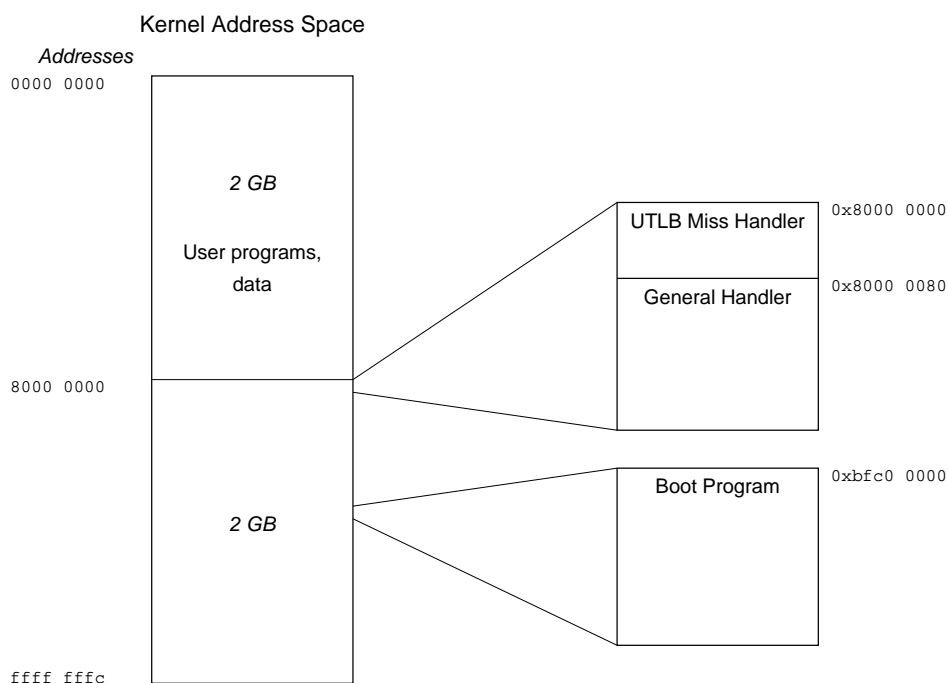 Kernel Address Space
Addresses
0000 0000
2 GB
User programs,
data
8000 0000
2 GB
ffff fffc
UTLB Miss Handler
0x8000 0000
General Handler
0x8000 0080
Boot Program
0xbfc0 0000